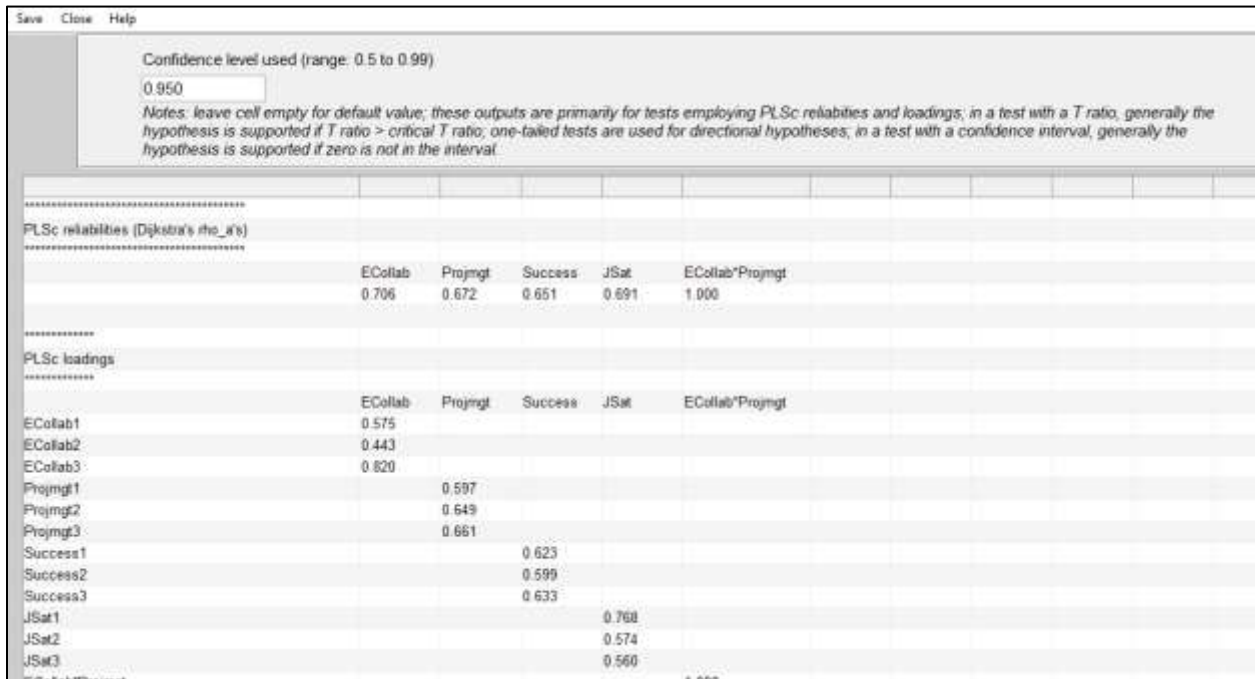 Save Close Help
Confidence level used (range: 0.5 to 0.99)
0.950
Notes: leave cell empty for default value; these outputs are primarily for tests employing PLSc reliabities and loadings; in a test with a T ratio, generally the
hypothesis is supported if T ratio > critical T ratio; one-tailed tests are used for directional hypotheses; in a test with a confidence interval, generally the
hypothesis is supported if zero is not in the interval.
******************************************
PLSc reliabilities (Dijkstra's rho_a's)
******************************************
ECollab Projmgt Success JSat ECollab*Projmgt
0.706 0.672 0.651 0.691 1.000
*************
PLSc loadings
*************
ECollab Projmgt Success JSat ECollab*Projmgt
ECollab1 0.575
ECollab2 0.443
ECollab3 0.820
Projmgt1 0.597
Projmgt2 0.649
Projmgt3 0.661
Success1 0.623
Success2 0.599
Success3 0.633
JSat1 0.768
JSat2 0.574
JSat3 0.560